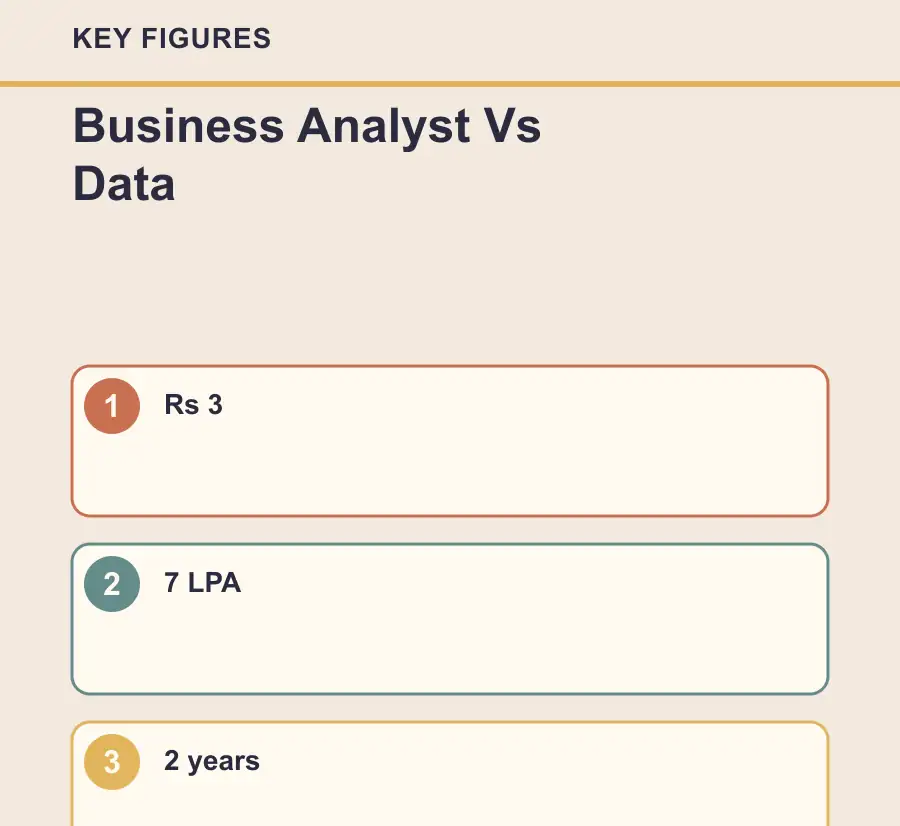 KEY FIGURES
Business Analyst Vs
Data
1 Rs 3
2 7 LPA
3 2 years